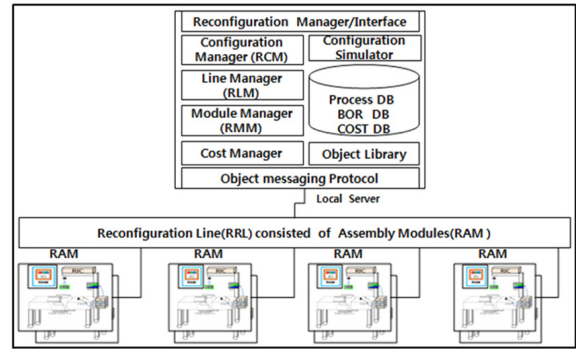 Reconfiguration Manager/Interface
Configuration
Manager (RCM)
Configuration
Simulator
Line Manager
(RLM)
Module Manager
(RMM)
Process DB
BOR DB
COST DB
Cost Manager
Object Library
Object messaging Protocol
Local Server
Reconfiguration Line(RRL) consisted of Assembly Modules(RAM )
RAM
RAM
RAM
RAM